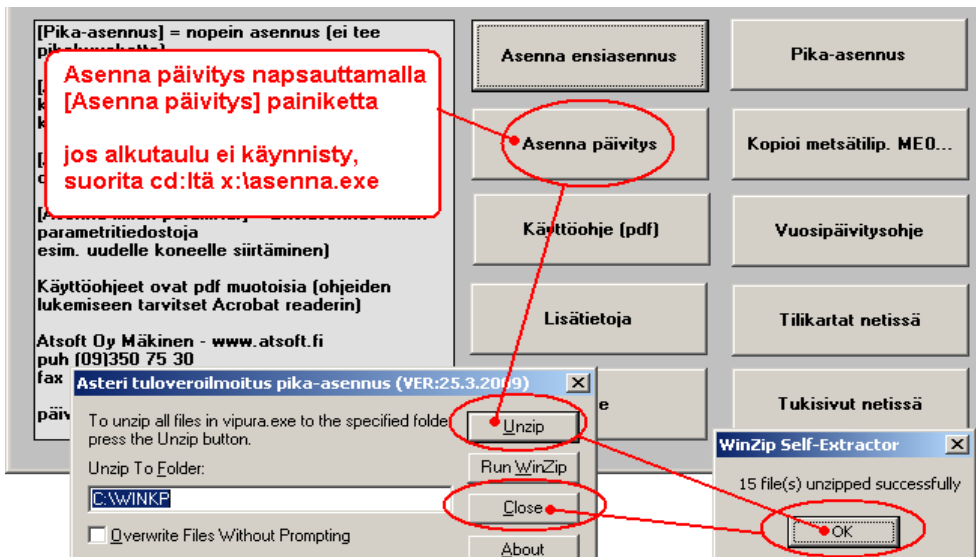 [Pika-asennus] = nopein asennus (ei tee
Asenna päivitys napsauttamalla
[Asenna päivitys] painiketta
jos alkutaulu ei käynnisty,
suorita cd:ltä x:\asenna.exe
parametritiedostoja
esim. uudelle koneelle siirtäminen)
Käyttöohjeet ovat pdf muotoisia (ohjeiden
lukemiseen tarvitset Acrobat readerin)
Atsoft Oy Mäkinen - www.atsoft.fi
puh (09)350 75 30
fax
päiv
Asenna ensiasennus
Pika-asennus
Asenna päivitys
Kopioi metsätilip. ME0...
Käyttöohje (pdf)
Vuosipäivitysohje
Lisätietoja
Tilikartat netissä
e
Tukisivut netissä
Asteri tuloveroilmoitus pika-asennus (VER:25.3.2009)
To unzip all files in vipura.exe to the specified folde
press the Unzip button.
Unzip To Folder:
C:\WINKP
Overwrite Files Without Prompting
Unzip
Run WinZip
Close
About
WinZip Self-Extractor
15 file(s) unzipped successfully
OK